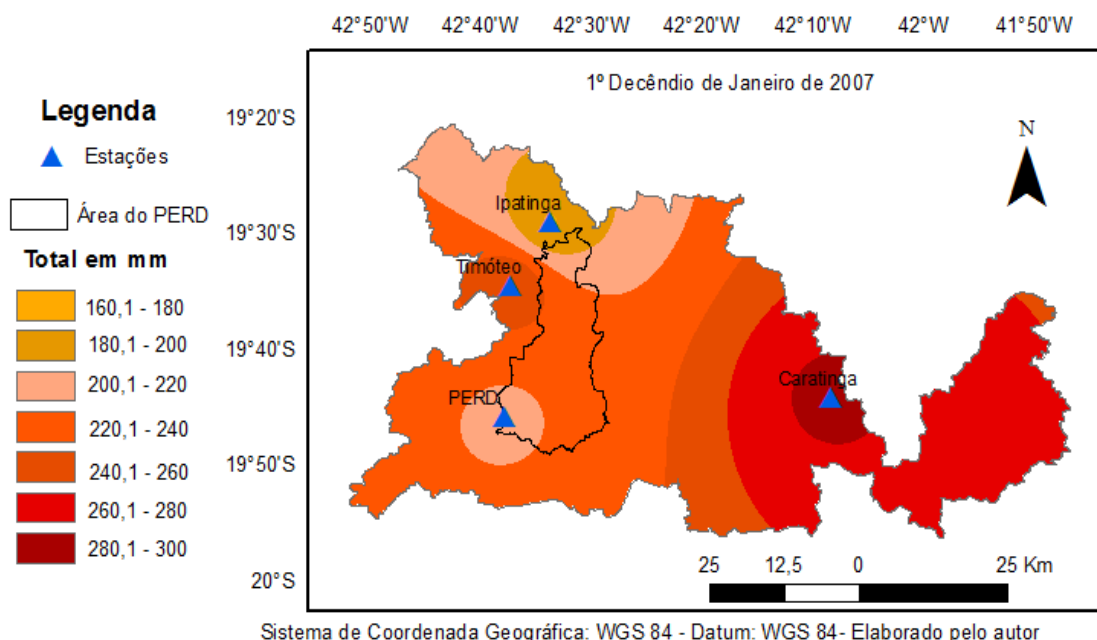 42°50'W 42°40'W 42°30'W 42°20'W 42°10'W 42°W 41°50'W
1º Decêndio de Janeiro de 2007
Legenda
Estações
Área do PERD
Total em mm
160,1 - 180
180,1 - 200
200,1 - 220
220,1 - 240
240,1 - 260
260,1 - 280
280,1 - 300
19°20'S
19°30'S
19°40'S
19°50'S
20°S
N
Ipatinga
Timóteo
PERD
Caratinga
25 12,5 0 25 Km
Sistema de Coordenada Geográfica: WGS 84 - Datum: WGS 84- Elaborado pelo autor